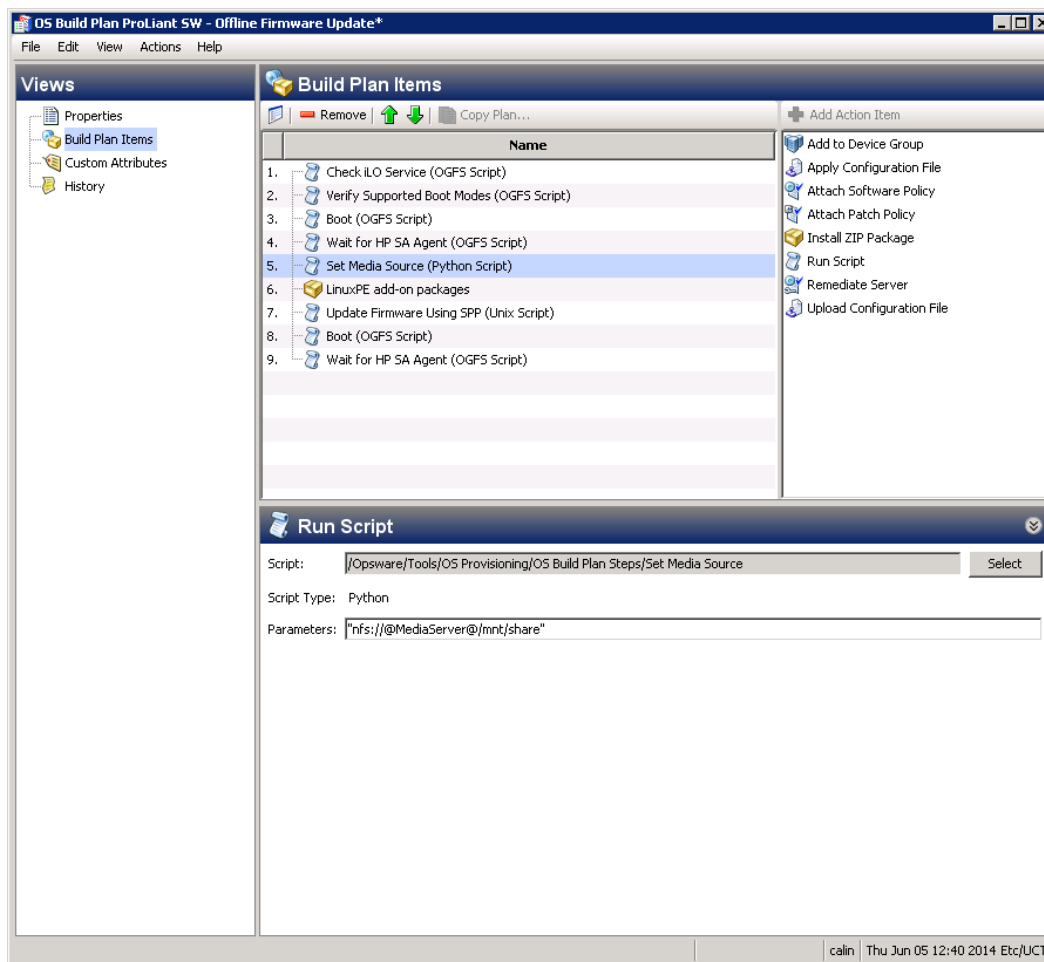 OS Build Plan ProLiant SW - Offline Firmware Update*
File Edit View Actions Help
Views
Properties
Build Plan Items
Custom Attributes
History
Build Plan Items
Remove Copy Plan...
Name
1. Check iLO Service (OGFS Script)
2. Verify Supported Boot Modes (OGFS Script)
3. Boot (OGFS Script)
4. Wait for HP SA Agent (OGFS Script)
5. Set Media Source (Python Script)
6. LinuxPE add-on packages
7. Update Firmware Using SPP (Unix Script)
8. Boot (OGFS Script)
9. Wait for HP SA Agent (OGFS Script)
Add Action Item
Add to Device Group
Apply Configuration File
Attach Software Policy
Attach Patch Policy
Install ZIP Package
Run Script
Remediate Server
Upload Configuration File
Run Script
Script: /Opsware/Tools/OS Provisioning/OS Build Plan Steps/Set Media Source Select
Script Type: Python
Parameters: "nfs://@MediaServer@/mnt/share"
calin Thu Jun 05 12:40 2014 Etc/UCT